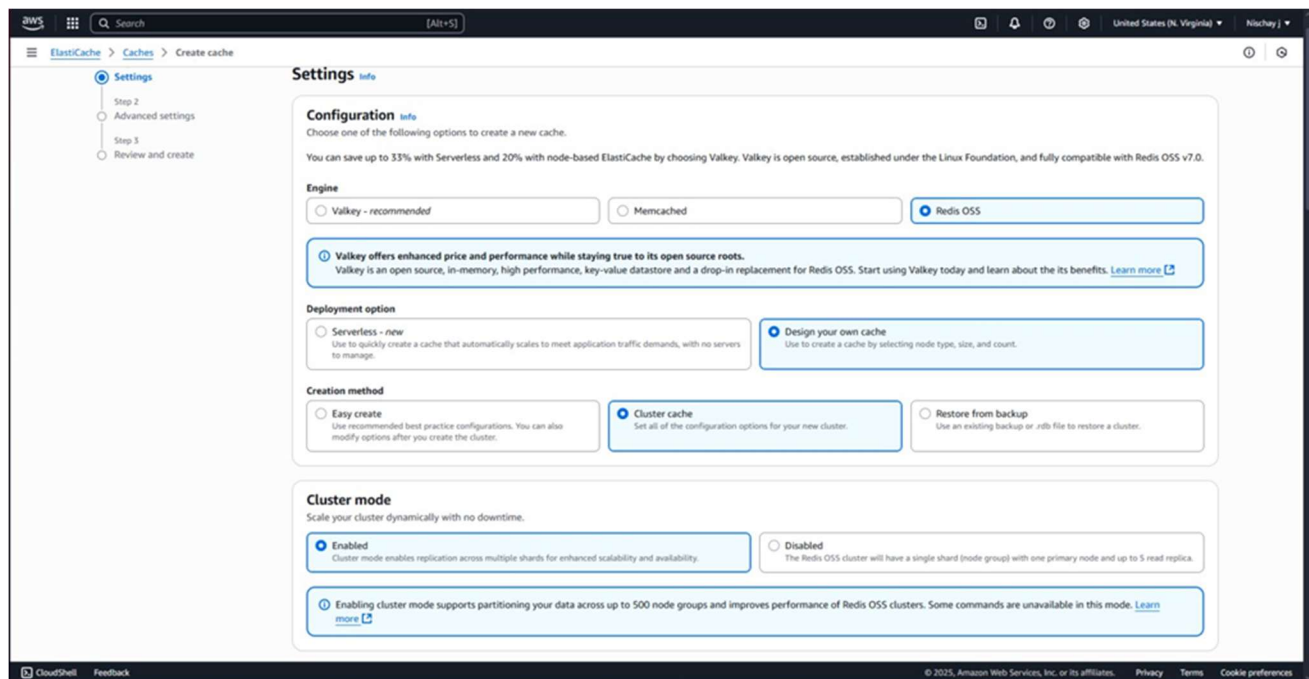 aws
Search [Alt+S]
United States (N. Virginia) ▼ Nischay j ▼
ElastiCache > Caches > Create cache
Settings
Step 2
Advanced settings
Step 3
Review and create
Settings Info
Configuration Info
Choose one of the following options to create a new cache.
You can save up to 33% with Serverless and 20% with node-based ElastiCache by choosing Valkey. Valkey is open source, established under the Linux Foundation, and fully compatible with Redis OSS v7.0.
Engine
Valkey - recommended
Memcached
Redis OSS
Valkey offers enhanced price and performance while staying true to its open source roots.
Valkey is an open source, in-memory, high performance, key-value datastore and a drop-in replacement for Redis OSS. Start using Valkey today and learn about the its benefits. Learn more
Deployment option
Serverless - new
Use to quickly create a cache that automatically scales to meet application traffic demands, with no servers
to manage.
Design your own cache
Use to create a cache by selecting node type, size, and count.
Creation method
Easy create
Use recommended best practice configurations. You can also
modify options after you create the cluster.
Cluster cache
Set all of the configuration options for your new cluster.
Restore from backup
Use an existing backup or .rdb file to restore a cluster.
Cluster mode
Scale your cluster dynamically with no downtime.
Enabled
Cluster mode enables replication across multiple shards for enhanced scalability and availability.
Disabled
The Redis OSS cluster will have a single shard (node group) with one primary node and up to 5 read replica.
Enabling cluster mode supports partitioning your data across up to 500 node groups and improves performance of Redis OSS clusters. Some commands are unavailable in this mode. Learn
more
CloudShell Feedback
© 2025, Amazon Web Services, Inc. or its affiliates. Privacy Terms Cookie preferences